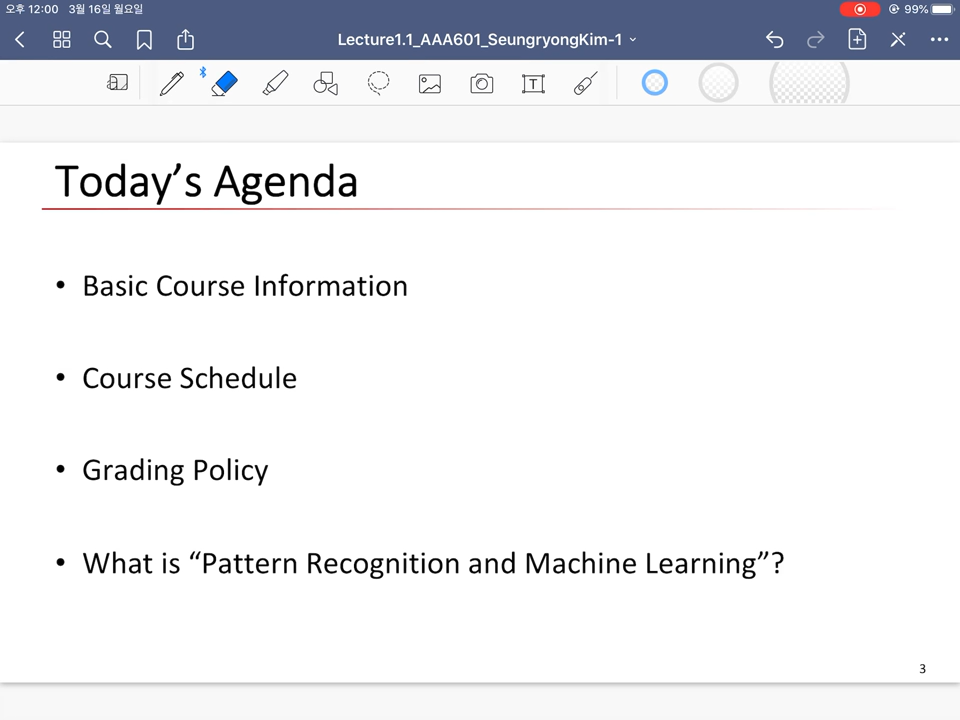 오후 12:00 3월 16일 월요일 99%
Lecture1.1_AAA601_SeungryongKim-1
T
Today’s Agenda
• Basic Course Information
• Course Schedule
• Grading Policy
• What is “Pattern Recognition and Machine Learning”?
3